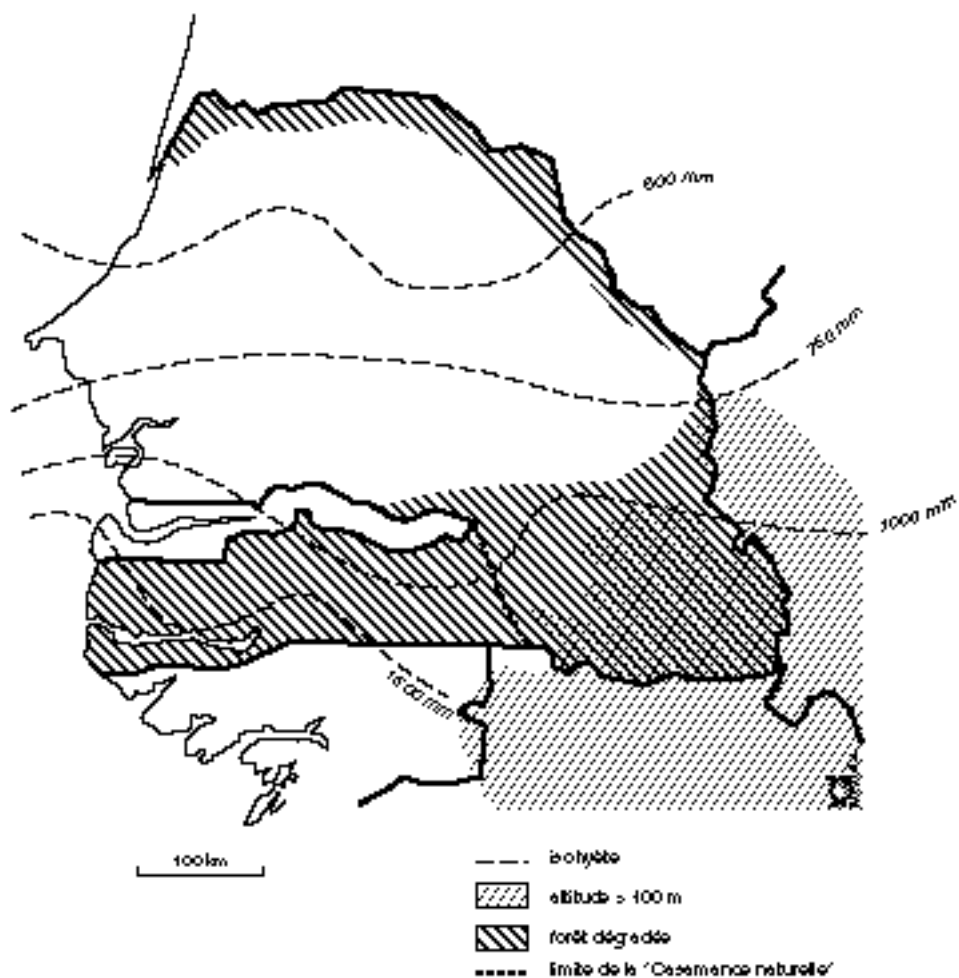 600 mm
750 mm
1000 mm
1500 mm
100 km
isohyète
altitude > 400 m
forêt dégradée
limite de la "Casamance naturelle"